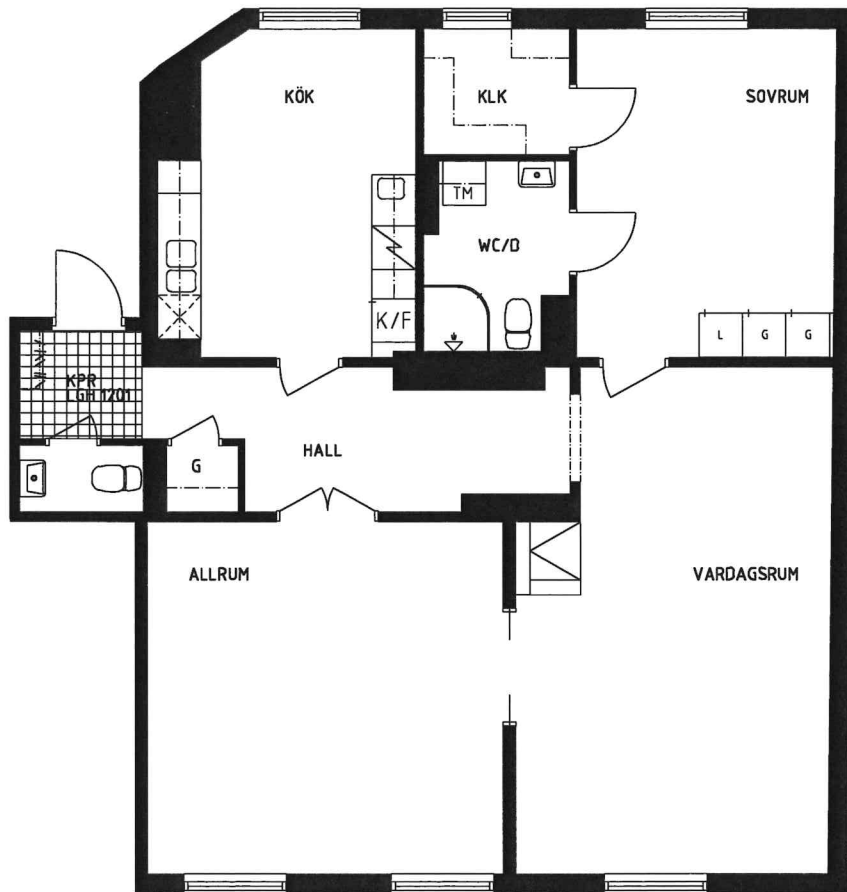 KÖK
KLK
SOVRUM
TM
WC/D
K/F
L
G
G
KPR
LGH 1201
HALL
G
ALLRUM
VARDAGSRUM